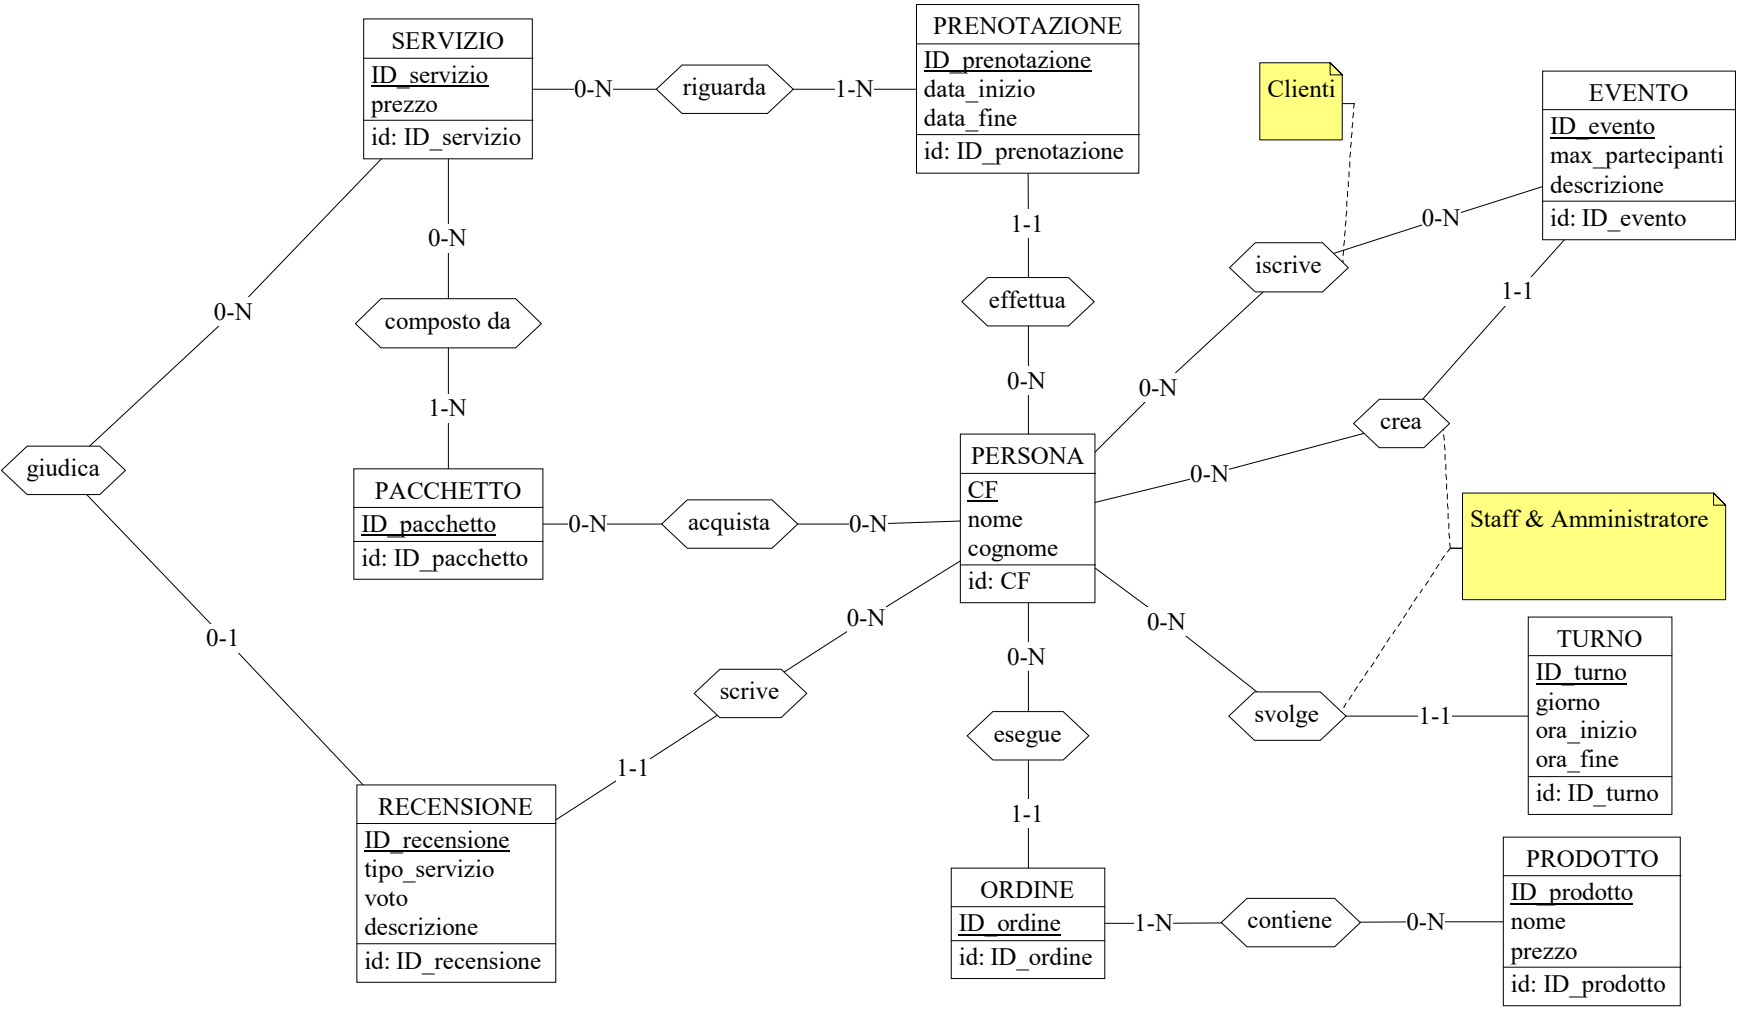 SERVIZIO
ID_servizio
prezzo
id: ID_servizio
0-N
riguarda
1-N
PRENOTAZIONE
ID_prenotazione
data_inizio
data_fine
id: ID_prenotazione
Clienti
EVENTO
ID_evento
max_partecipanti
descrizione
id: ID_evento
0-N
1-1
0-N
iscrive
1-1
effettua
0-N
composto da
0-N
0-N
crea
1-N
0-N
giudica
PACCHETTO
ID_pacchetto
id: ID_pacchetto
0-N
acquista
0-N
PERSONA
CF
nome
cognome
id: CF
Staff & Amministratore
0-N
0-N
0-1
0-N
scrive
1-1
esegue
svolge
1-1
TURNO
ID_turno
giorno
ora_inizio
ora_fine
id: ID_turno
1-1
RECENSIONE
ID_recensione
tipo_servizio
voto
descrizione
id: ID_recensione
ORDINE
ID_ordine
id: ID_ordine
1-N
contiene
0-N
PRODOTTO
ID_prodotto
nome
prezzo
id: ID_prodotto